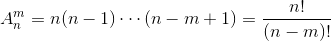 $A_n^m = n(n-1)\cdots(n-m+1) = \frac{n!}{(n-m)!}$